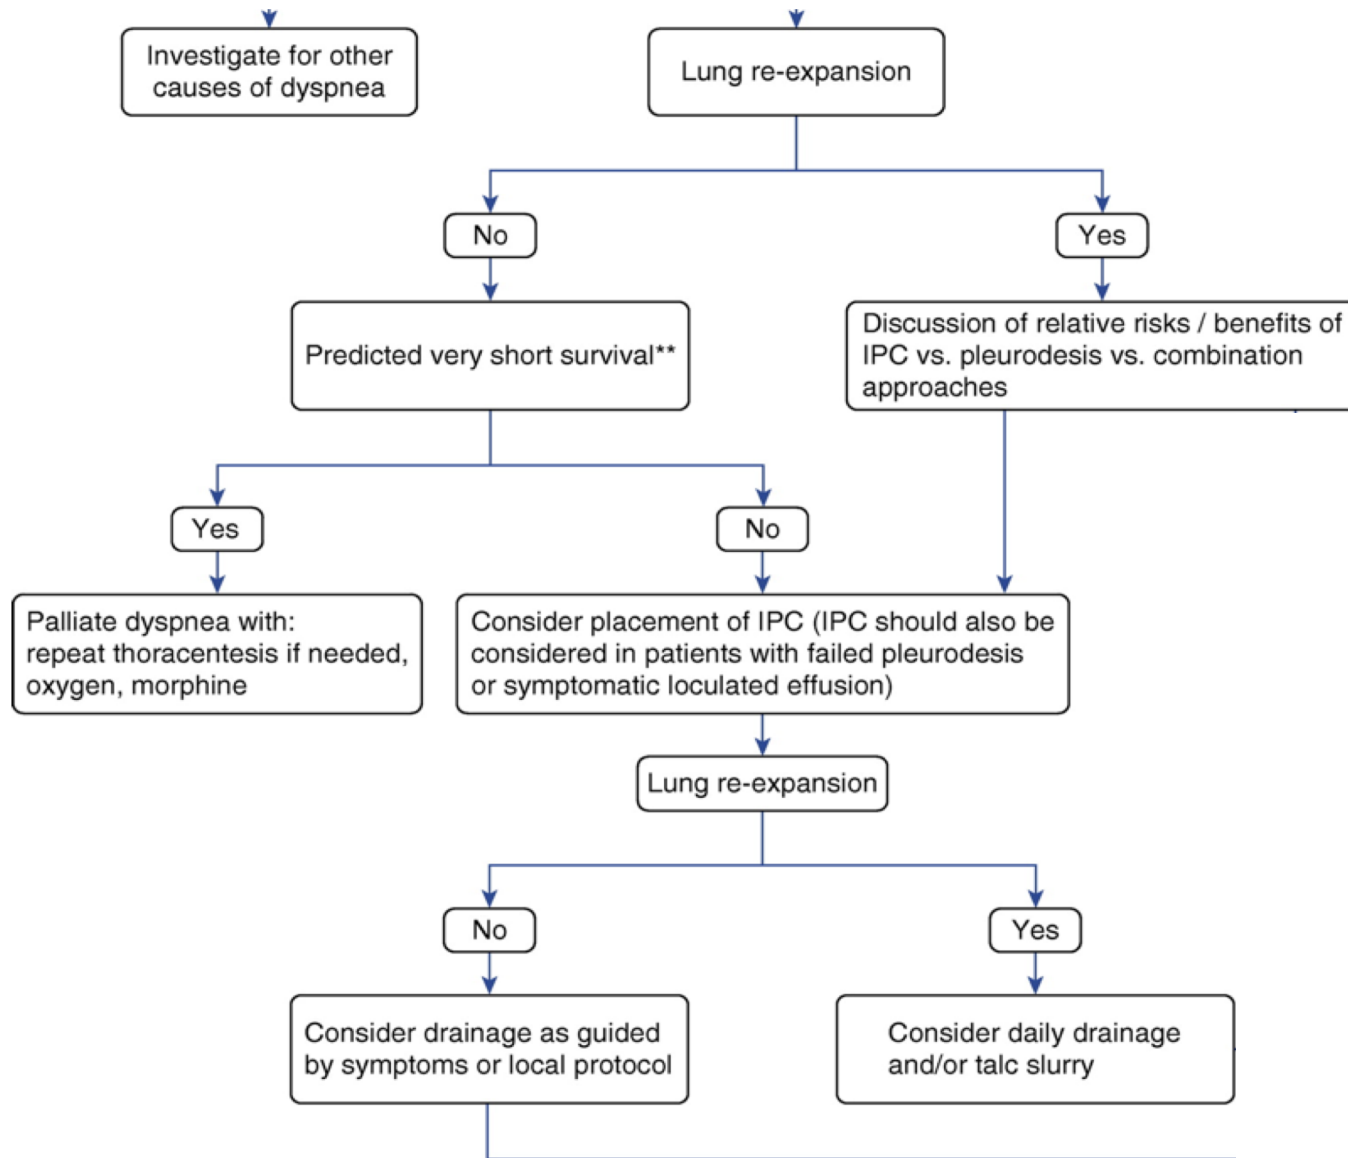 Investigate for other
causes of dyspnea
Lung re-expansion
No
Yes
Predicted very short survival**
Discussion of relative risks / benefits of
IPC vs. pleurodesis vs. combination
approaches
Yes
No
Palliate dyspnea with:
repeat thoracentesis if needed,
oxygen, morphine
Consider placement of IPC (IPC should also be
considered in patients with failed pleurodesis
or symptomatic loculated effusion)
Lung re-expansion
No
Yes
Consider drainage as guided
by symptoms or local protocol
Consider daily drainage
and/or talc slurry